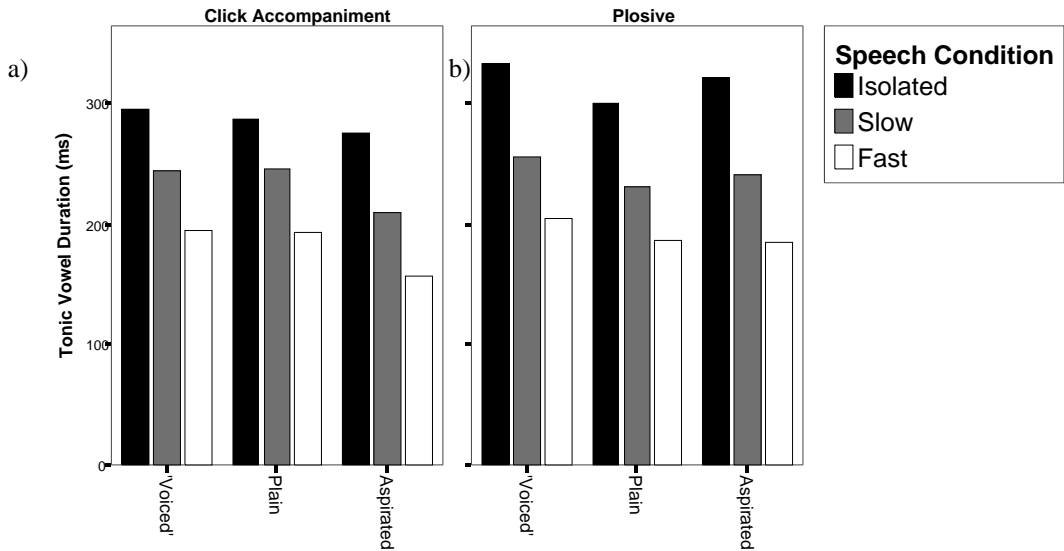 Click Accompaniment
Plosive
a)
b)
Speech Condition
Isolated
Slow
Fast
Tonic Vowel Duration (ms)
300
200
100
0
'Voiced"
Plain
Aspirated
'Voiced"
Plain
Aspirated